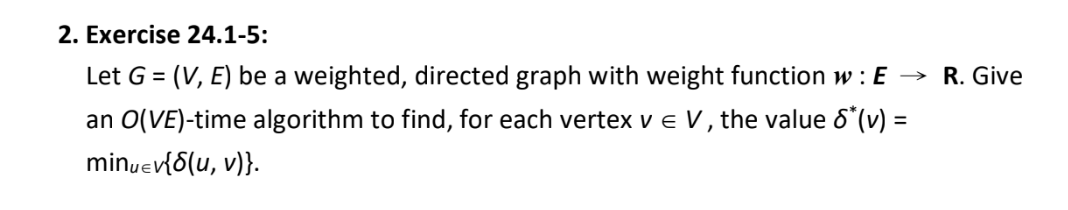 2. Exercise 24.1-5:
Let G = (V, E) be a weighted, directed graph with weight function w : E → R. Give
an O(VE)-time algorithm to find, for each vertex v ∈ V, the value δ*(v) =
minu∈V{δ(u, v)}.